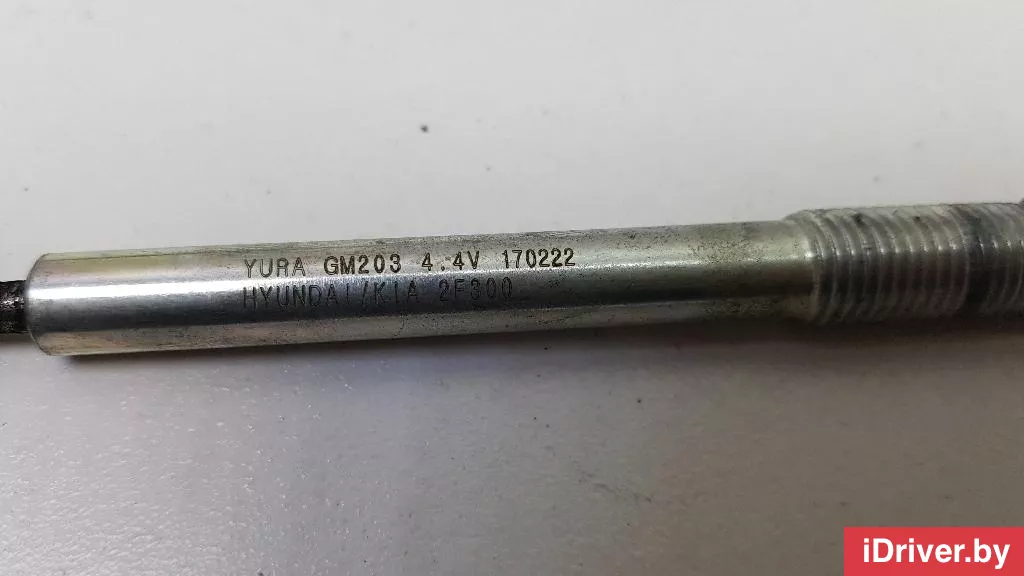 YURA GM203 4.4V 170222
HYUNDAI/KIA 2F300
iDriver.by